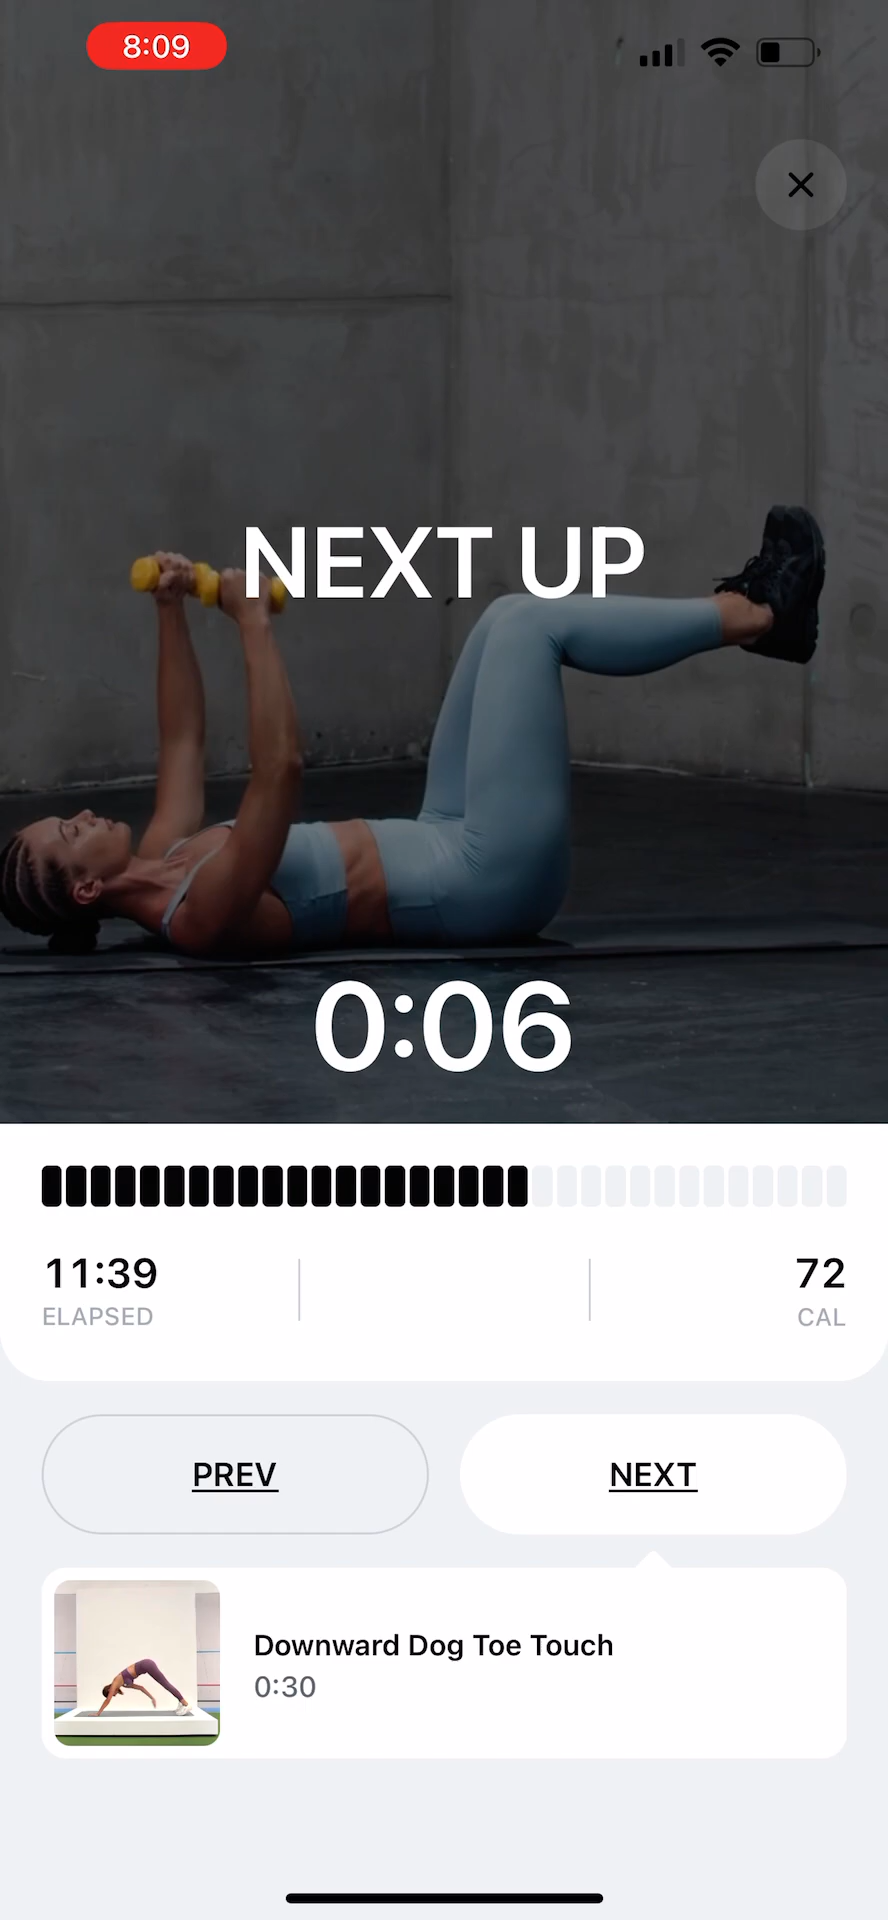 8:09
NEXT UP
0:06
11:39
ELAPSED
72
CAL
PREV
NEXT
Downward Dog Toe Touch
0:30